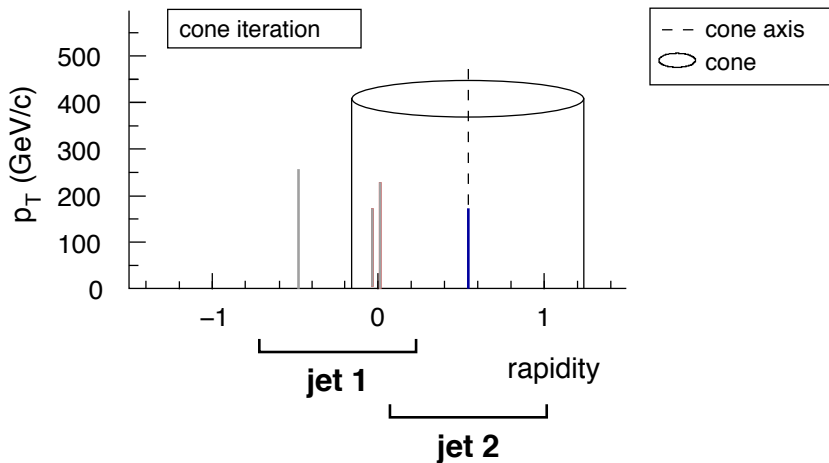 cone iteration
cone axis
cone
p_T (GeV/c)
500
400
300
200
100
0
−1
0
1
rapidity
jet 1
jet 2